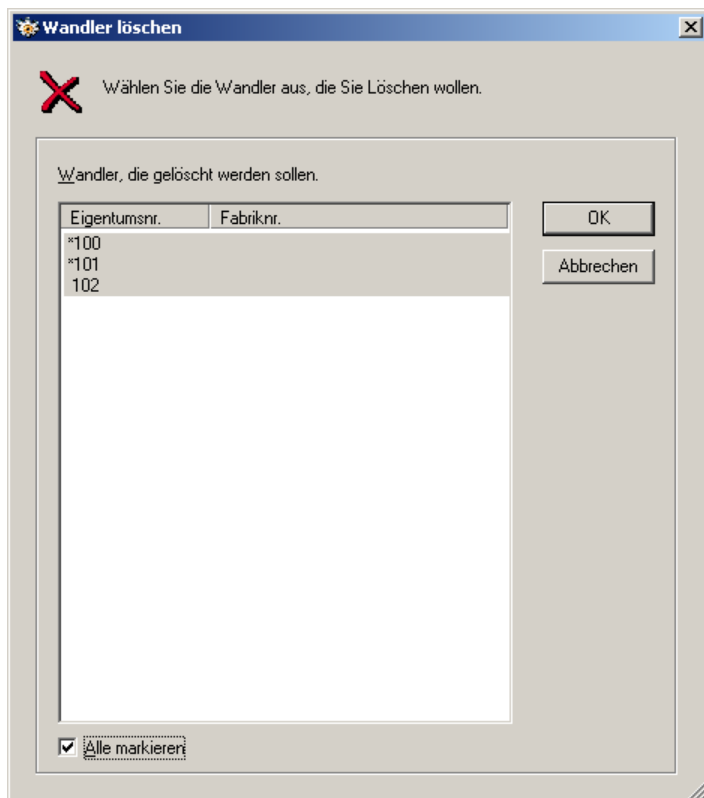 Wandler löschen
Wählen Sie die Wandler aus, die Sie Löschen wollen.
Wandler, die gelöscht werden sollen.
Eigentumsnr. Fabriknr.
*100
*101
102
OK
Abbrechen
Alle markieren